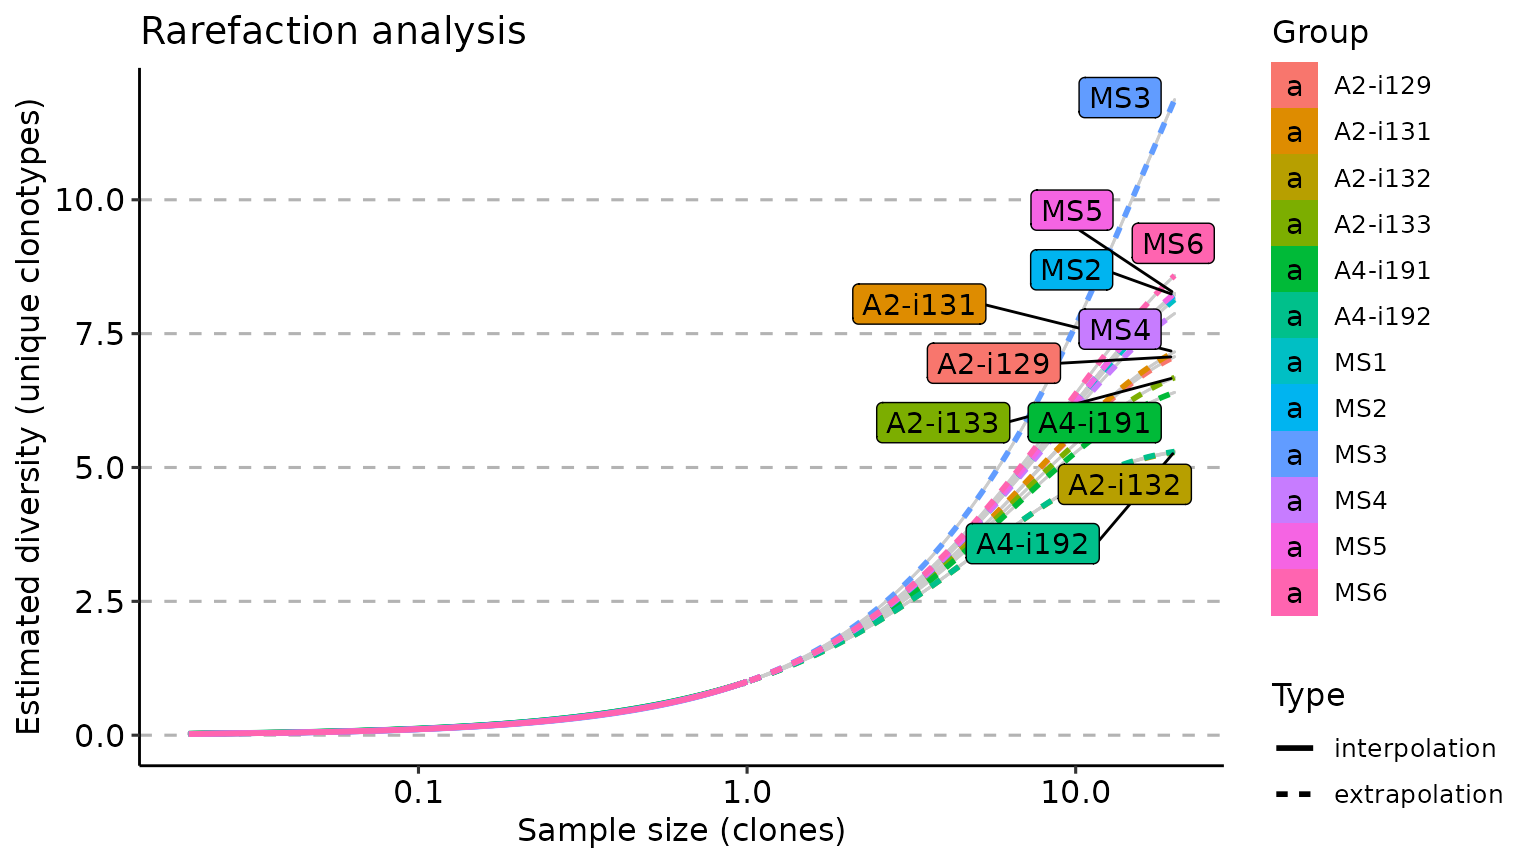 Rarefaction analysis
Estimated diversity (unique clonotypes)
10.0
7.5
5.0
2.5
0.0
0.1
1.0
10.0
Sample size (clones)
MS3
MS5
MS6
MS2
A2-i131
MS4
A2-i129
A2-i133
A4-i191
A2-i132
A4-i192
Group
a A2-i129
a A2-i131
a A2-i132
a A2-i133
a A4-i191
a A4-i192
a MS1
a MS2
a MS3
a MS4
a MS5
a MS6
Type
interpolation
extrapolation